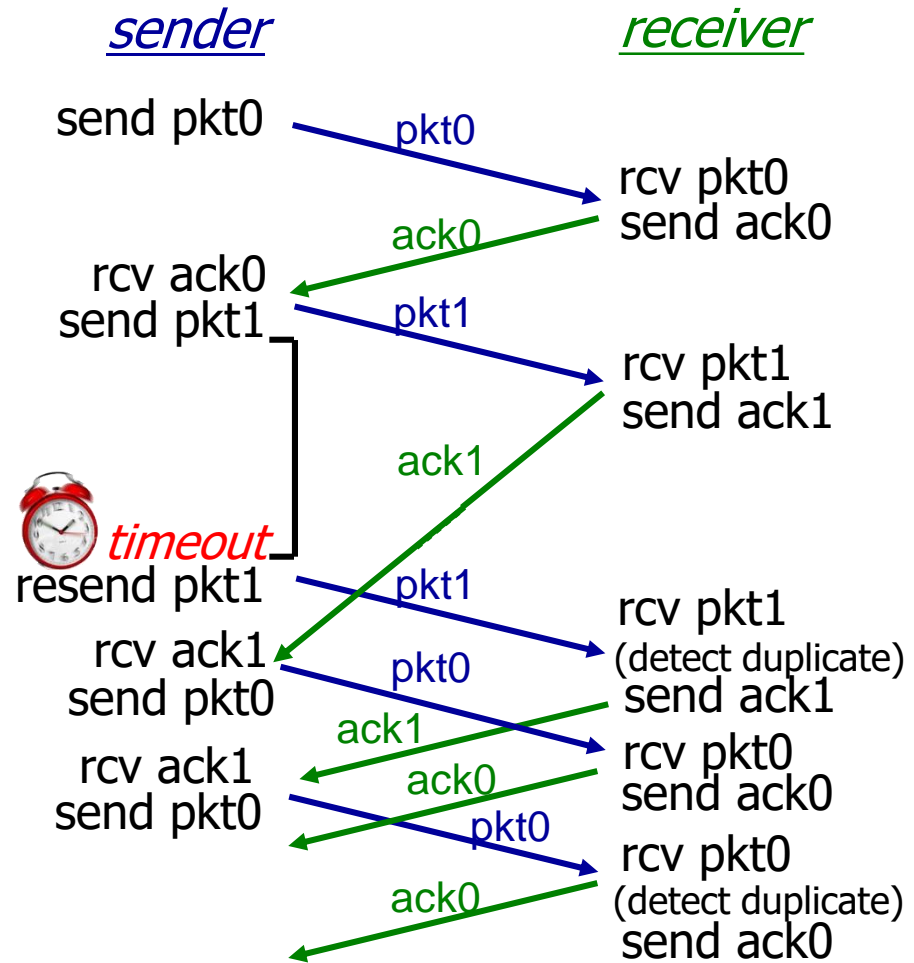 sender
receiver
send pkt0
pkt0
rcv pkt0
send ack0
ack0
rcv ack0
send pkt1
pkt1
rcv pkt1
send ack1
ack1
timeout
resend pkt1
pkt1
rcv pkt1
(detect duplicate)
send ack1
rcv ack1
send pkt0
pkt0
ack1
rcv pkt0
send ack0
rcv ack1
send pkt0
ack0
pkt0
rcv pkt0
(detect duplicate)
send ack0
ack0